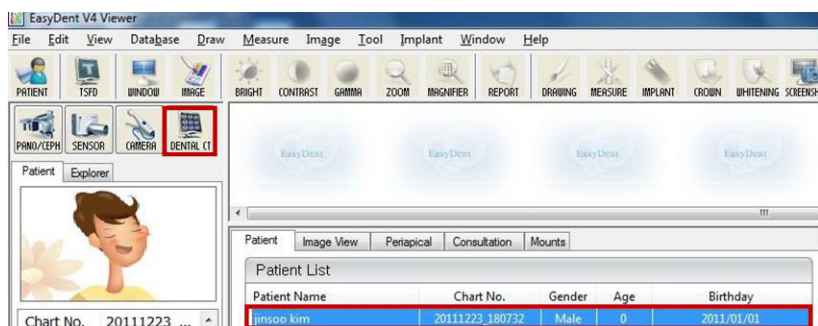 EasyDent V4 Viewer
File Edit View Database Draw Measure Image Tool Implant Window Help
PATIENT TSFD WINDOW IMAGE BRIGHT CONTRAST GAMMA ZOOM MAGNIFIER REPORT DRAWING MEASURE IMPLANT CROWN WHITENING SCREENSH
PANO/CEPH SENSOR CAMERA DENTAL CT
EasyDent EasyDent EasyDent EasyDent
Patient Explorer
Patient Image View Periapical Consultation Mounts
Patient List
Patient Name Chart No. Gender Age Birthday
jinsoo kim 20111223_180732 Male 0 2011/01/01
Chart No. 20111223 ...